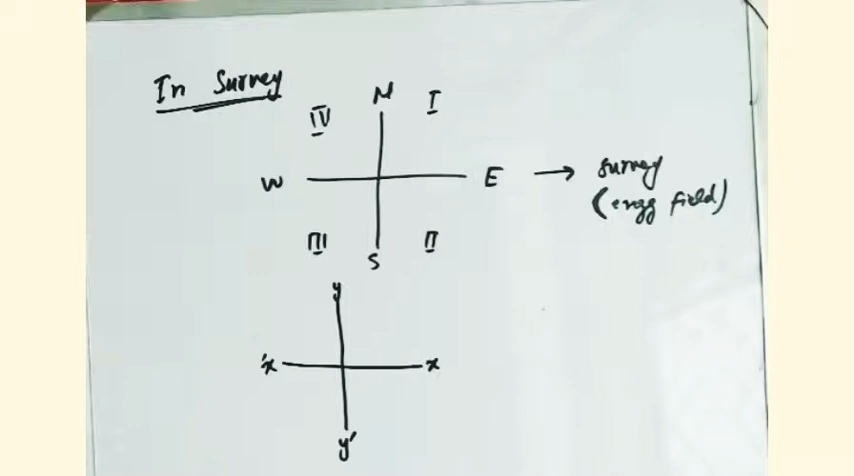 In Survey
N I
IV
W E → survey
(engg field)
III II
S
y
'x x
y'